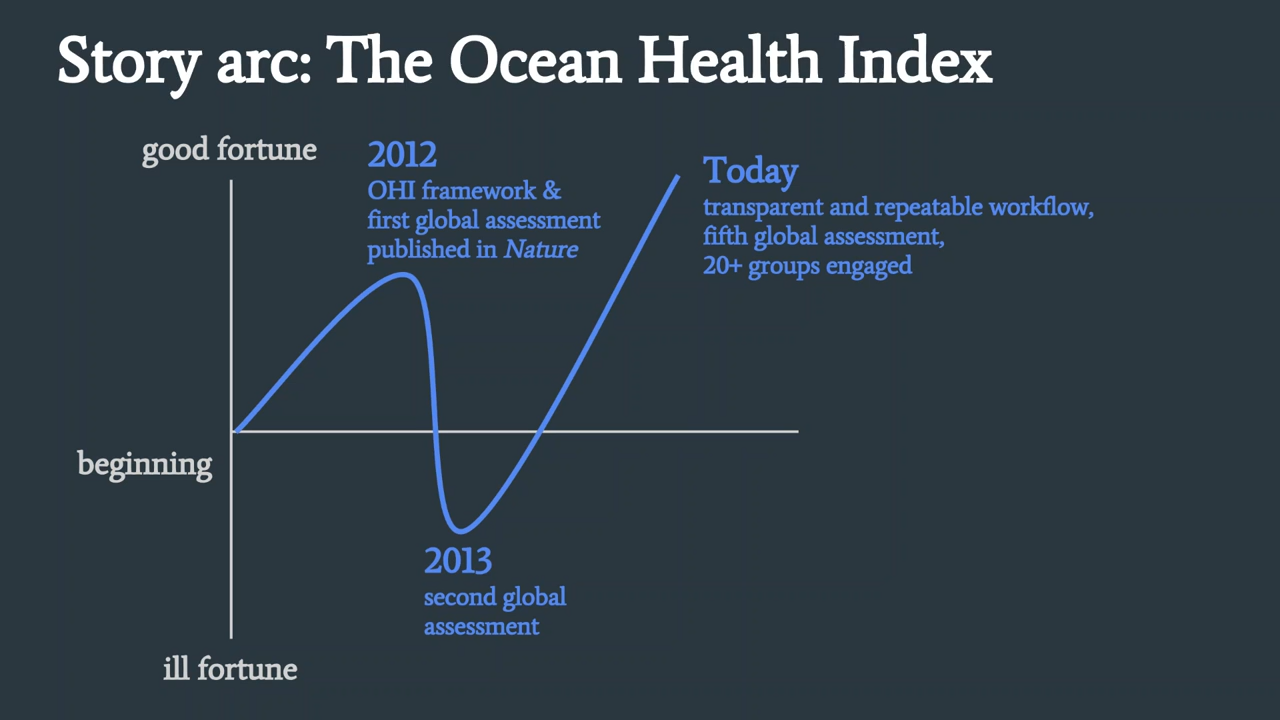 Story arc: The Ocean Health Index
good fortune
2012
OHI framework &
first global assessment
published in Nature
Today
transparent and repeatable workflow,
fifth global assessment,
20+ groups engaged
beginning
2013
second global
assessment
ill fortune